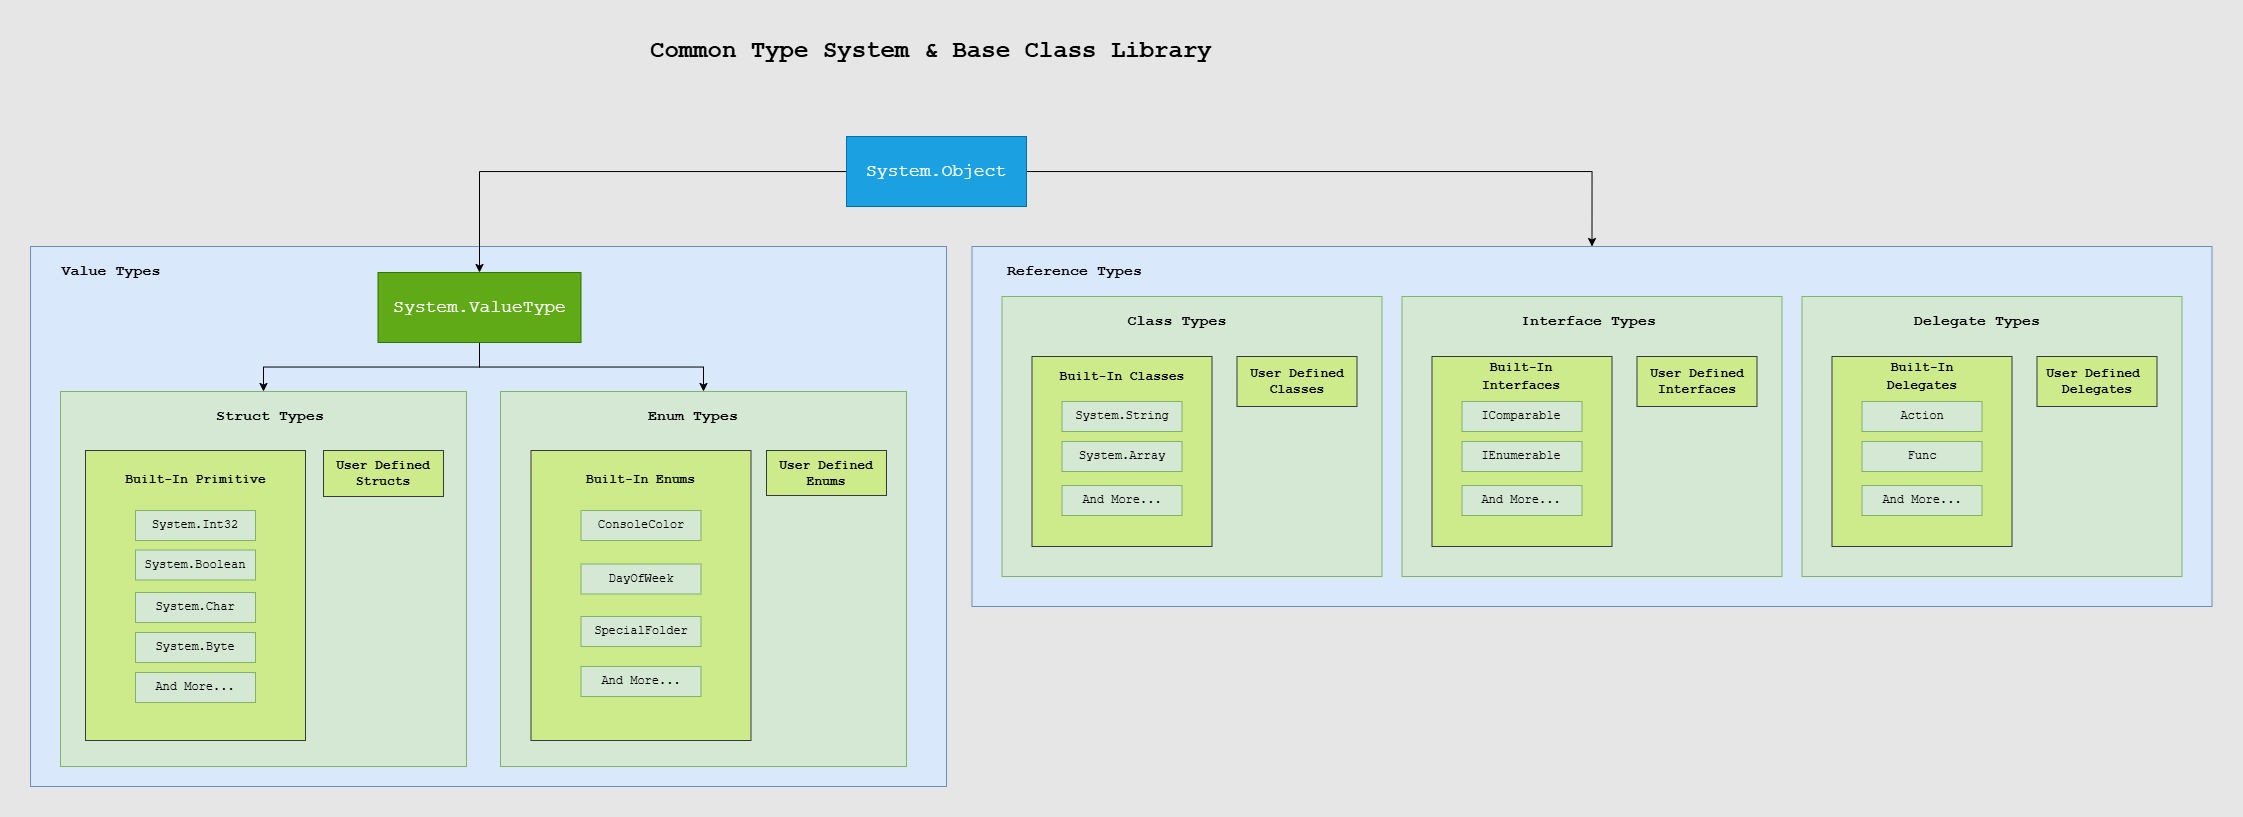 Common Type System & Base Class Library
System.Object
Value Types
System.ValueType
Struct Types
Built-In Primitive
System.Int32
System.Boolean
System.Char
System.Byte
And More...
User Defined
Structs
Enum Types
Built-In Enums
ConsoleColor
DayOfWeek
SpecialFolder
And More...
User Defined
Enums
Reference Types
Class Types
Built-In Classes
System.String
System.Array
And More...
User Defined
Classes
Interface Types
Built-In
Interfaces
IComparable
IEnumerable
And More...
User Defined
Interfaces
Delegate Types
Built-In
Delegates
Action
Func
And More...
User Defined
Delegates